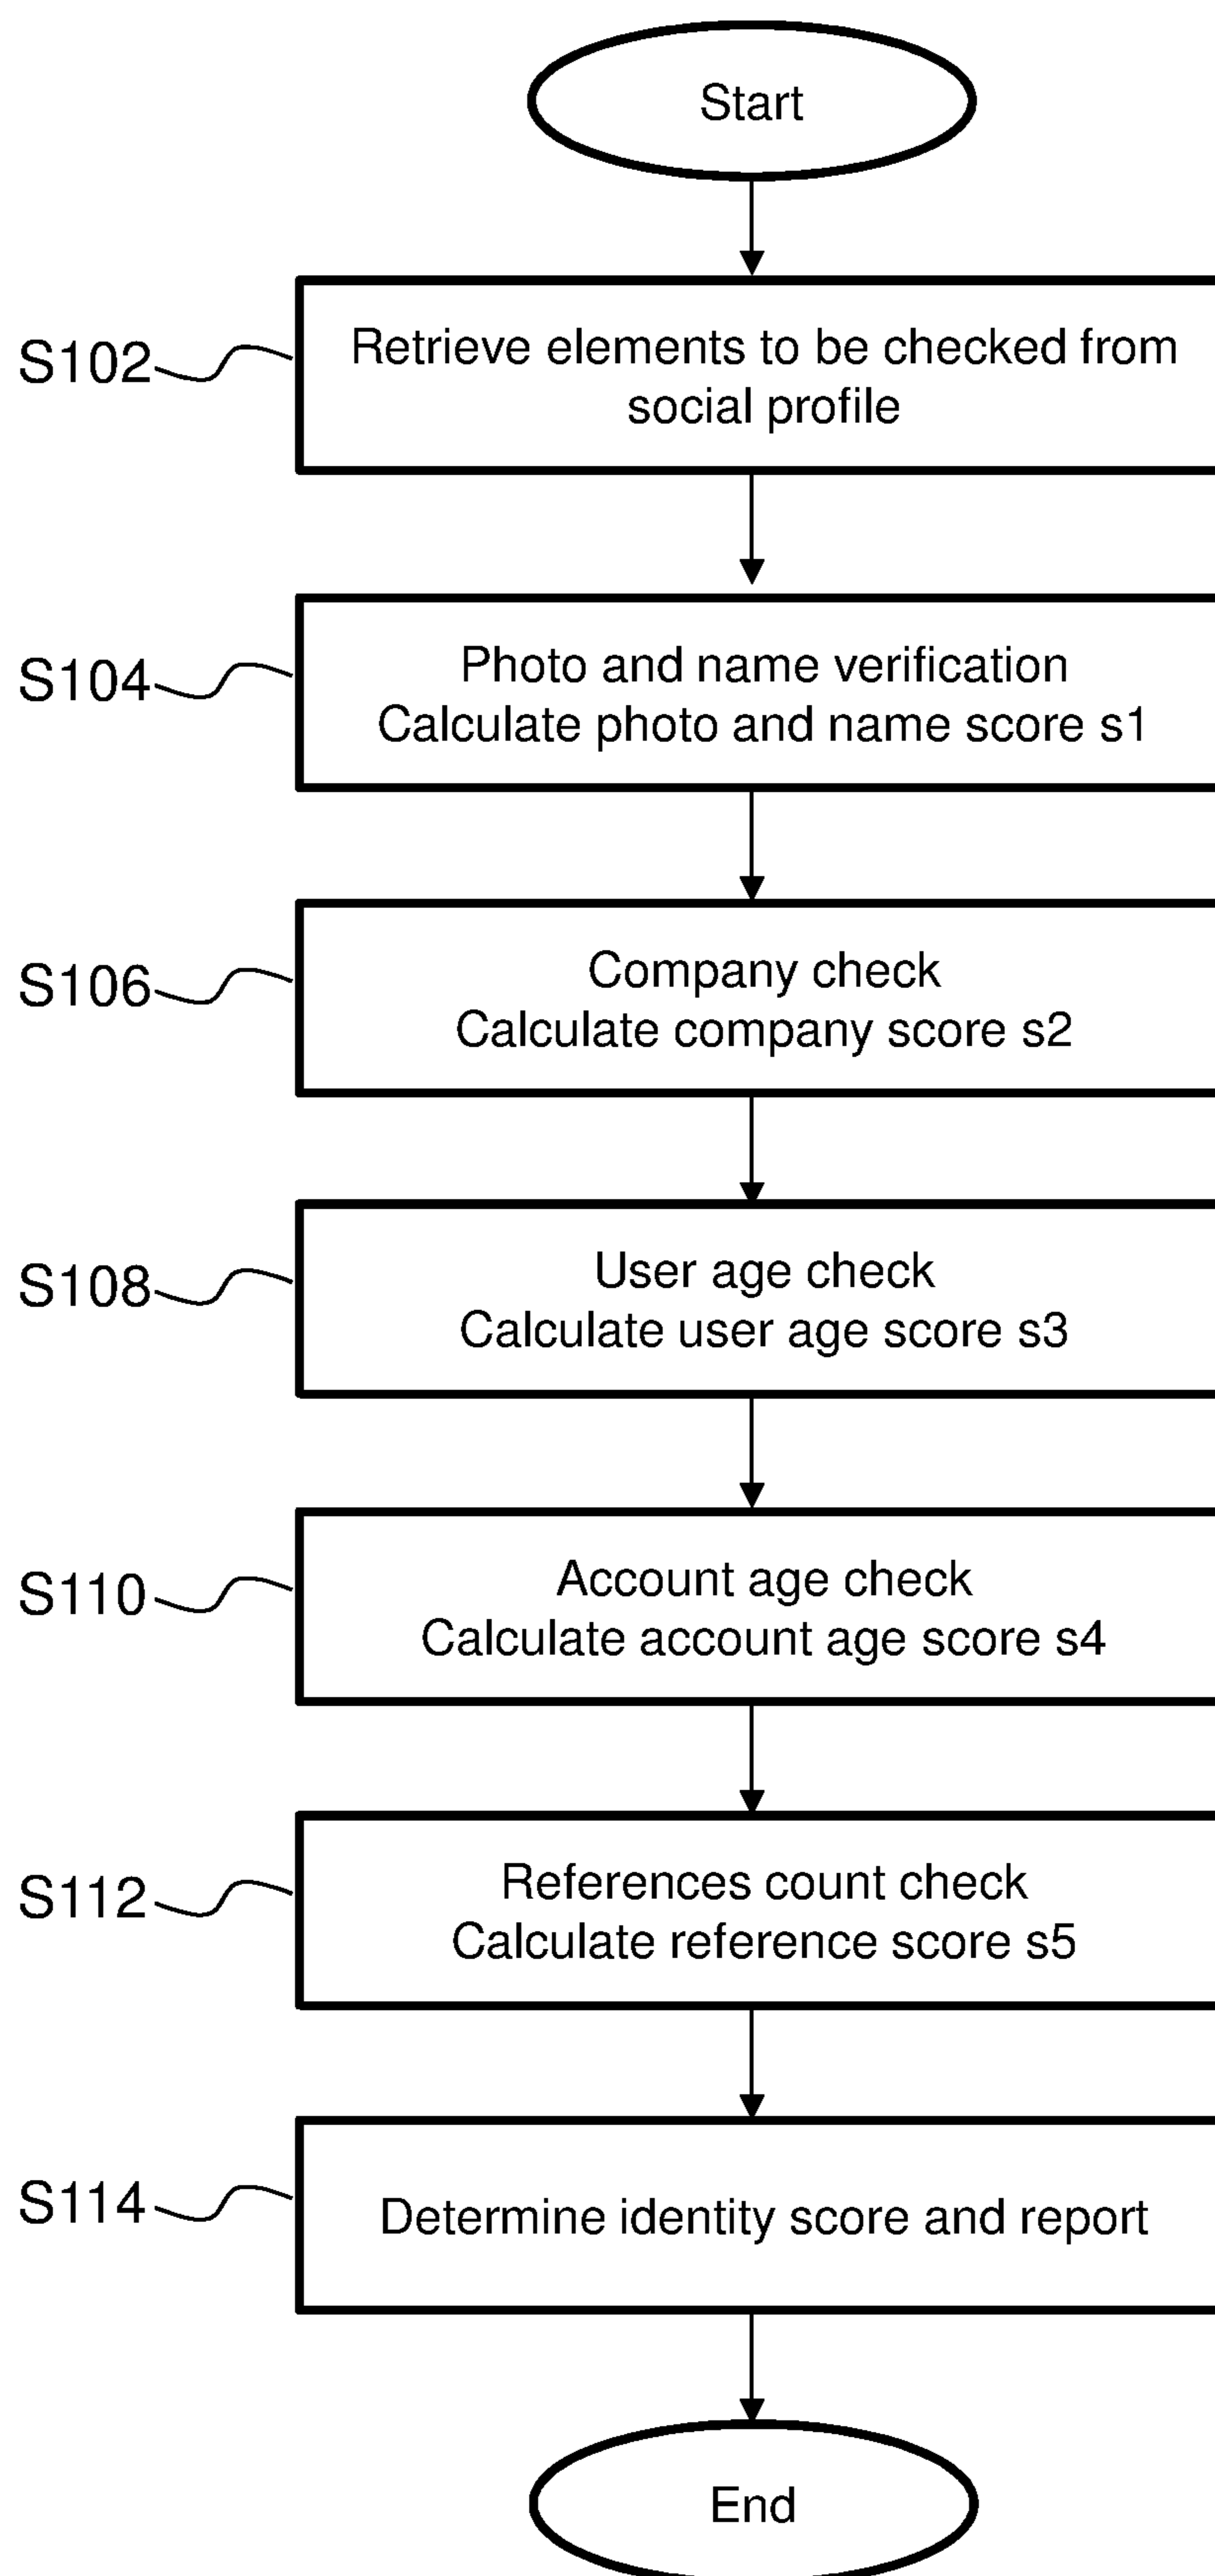 Start
S102
Retrieve elements to be checked from
social profile
S104
Photo and name verification
Calculate photo and name score s1
S106
Company check
Calculate company score s2
S108
User age check
Calculate user age score s3
S110
Account age check
Calculate account age score s4
S112
References count check
Calculate reference score s5
S114
Determine identity score and report
End